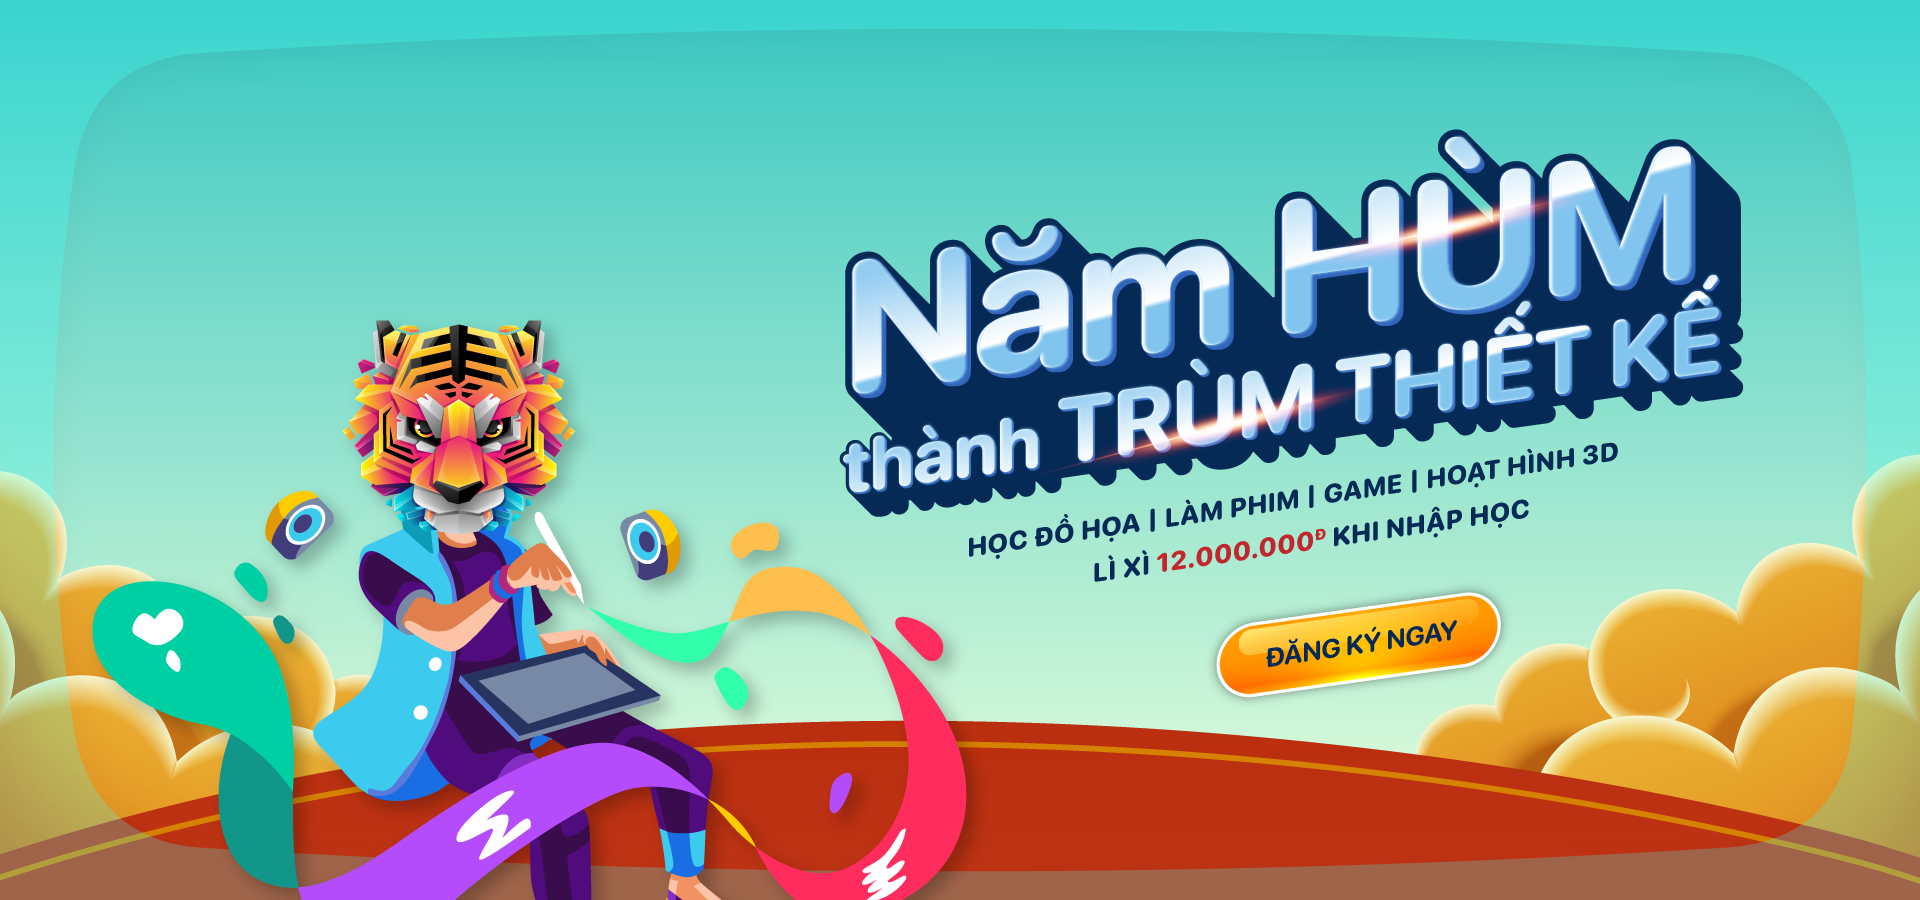 Năm HÙM
thành TRÙM THIẾT KẾ
HỌC ĐỒ HỌA | LÀM PHIM | GAME | HOẠT HÌNH 3D
LÌ XÌ 12.000.000Đ KHI NHẬP HỌC
ĐĂNG KÝ NGAY